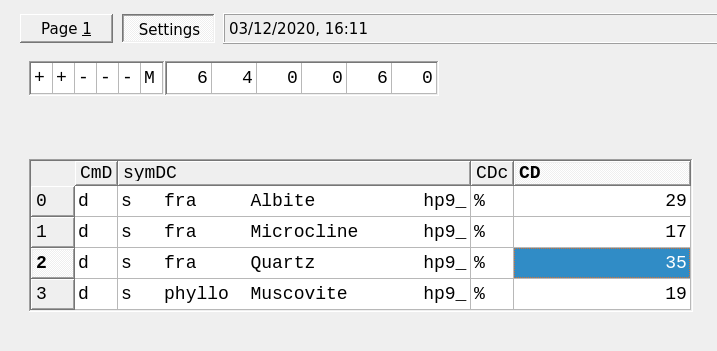 Page 1 Settings 03/12/2020, 16:11
+ + - - - M 6 4 0 0 6 0
CmD symDC CDc CD
0 d s fra Albite hp9_ % 29
1 d s fra Microcline hp9_ % 17
2 d s fra Quartz hp9_ % 35
3 d s phyllo Muscovite hp9_ % 19